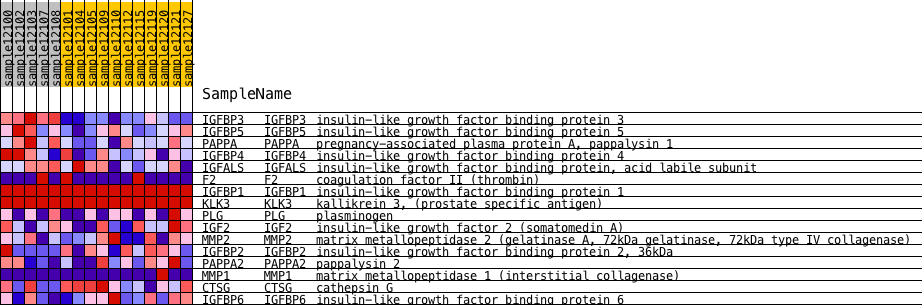 sample12100
sample12102
sample12103
sample12107
sample12108
sample12101
sample12104
sample12105
sample12109
sample12110
sample12112
sample12115
sample12119
sample12120
sample12121
sample12127
SampleName
IGFBP3 IGFBP3 insulin-like growth factor binding protein 3
IGFBP5 IGFBP5 insulin-like growth factor binding protein 5
PAPPA PAPPA pregnancy-associated plasma protein A, pappalysin 1
IGFBP4 IGFBP4 insulin-like growth factor binding protein 4
IGFALS IGFALS insulin-like growth factor binding protein, acid labile subunit
F2 F2 coagulation factor II (thrombin)
IGFBP1 IGFBP1 insulin-like growth factor binding protein 1
KLK3 KLK3 kallikrein 3, (prostate specific antigen)
PLG PLG plasminogen
IGF2 IGF2 insulin-like growth factor 2 (somatomedin A)
MMP2 MMP2 matrix metallopeptidase 2 (gelatinase A, 72kDa gelatinase, 72kDa type IV collagenase)
IGFBP2 IGFBP2 insulin-like growth factor binding protein 2, 36kDa
PAPPA2 PAPPA2 pappalysin 2
MMP1 MMP1 matrix metallopeptidase 1 (interstitial collagenase)
CTSG CTSG cathepsin G
IGFBP6 IGFBP6 insulin-like growth factor binding protein 6